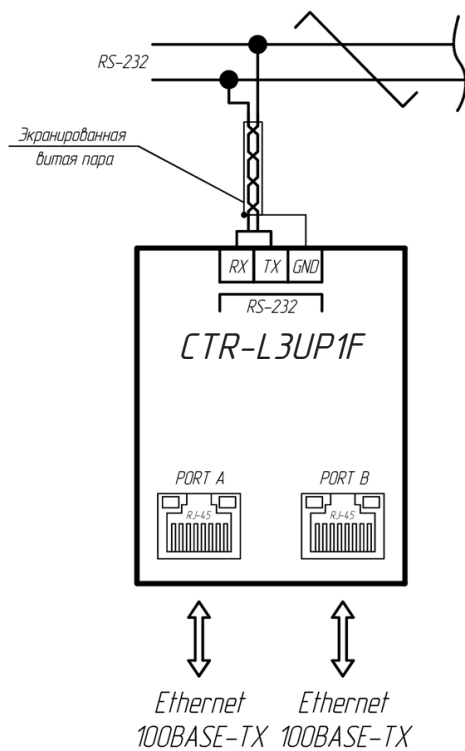 RS-232
Экранированная
витая пара
RX TX GND
RS-232
CTR-L3UP1F
PORT A PORT B
RJ-45 RJ-45
Ethernet Ethernet
100BASE-TX 100BASE-TX